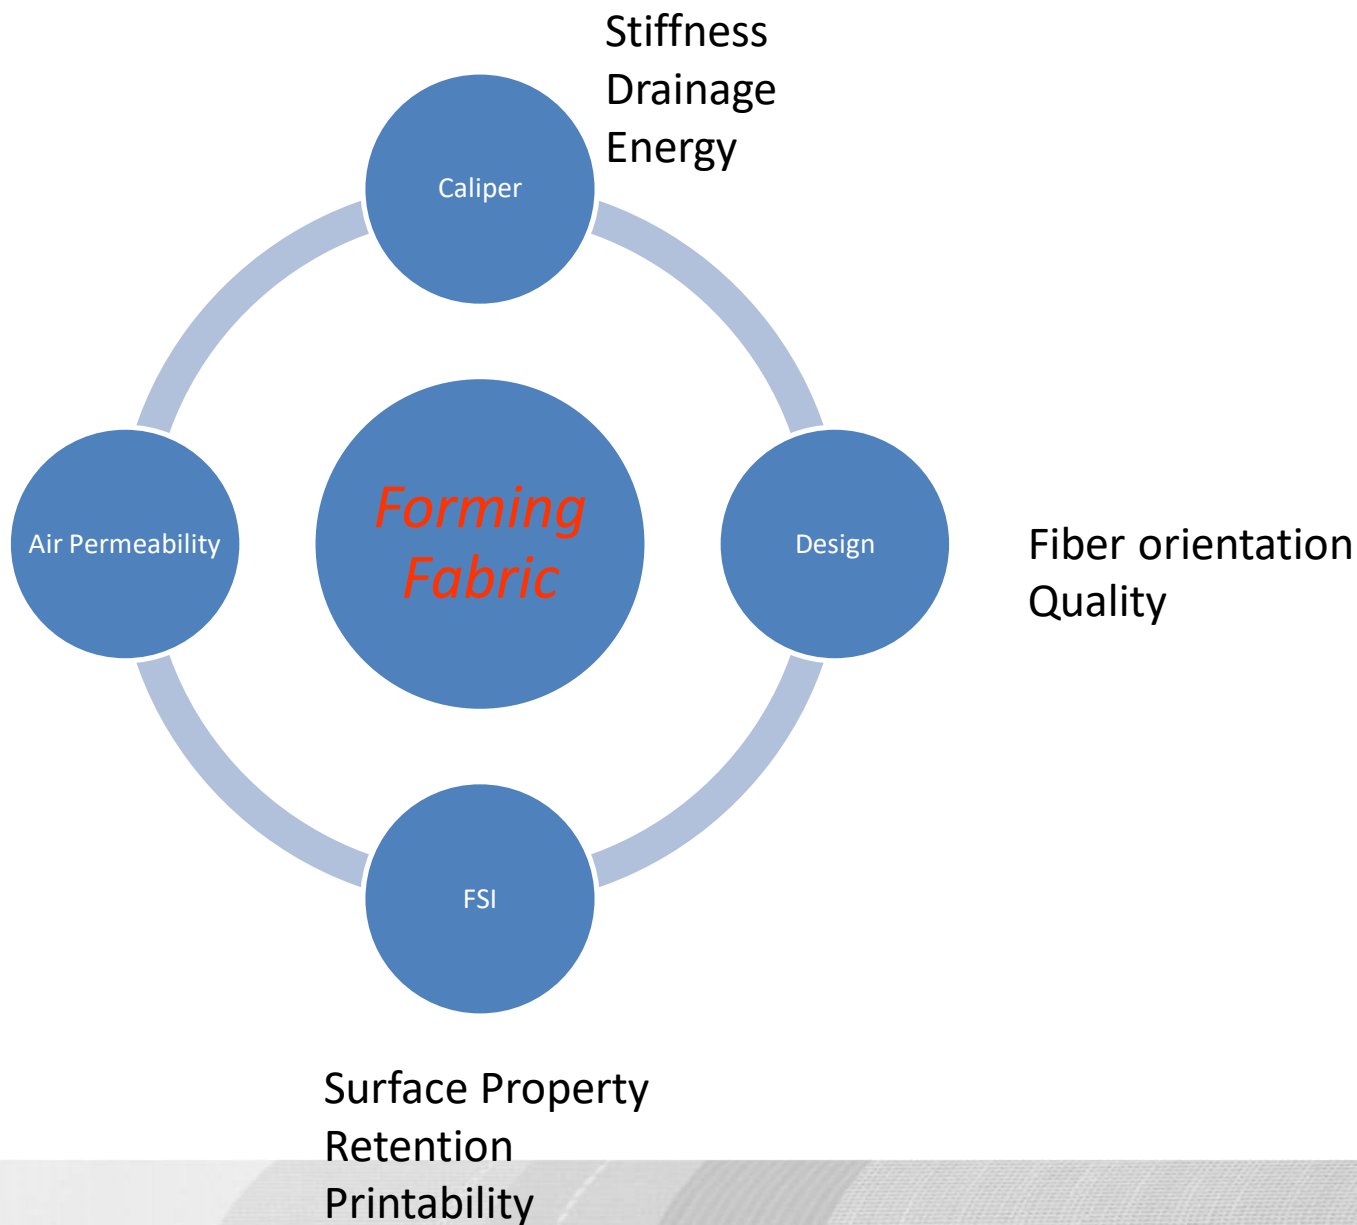 Stiffness
Drainage
Energy
Caliper
Air Permeability
Forming
Fabric
Design
Fiber orientation
Quality
FSI
Surface Property
Retention
Printability